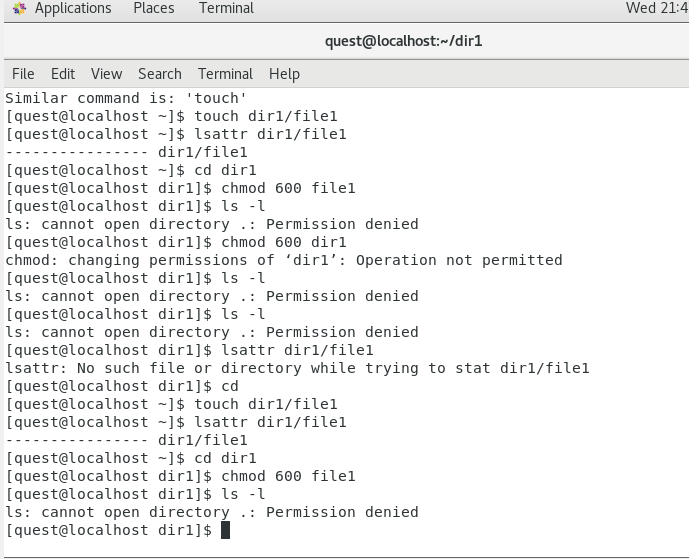 Applications Places Terminal Wed 21:4
quest@localhost:~/dir1
File Edit View Search Terminal Help
Similar command is: 'touch'
[quest@localhost ~]$ touch dir1/file1
[quest@localhost ~]$ lsattr dir1/file1
---------------- dir1/file1
[quest@localhost ~]$ cd dir1
[quest@localhost dir1]$ chmod 600 file1
[quest@localhost dir1]$ ls -l
ls: cannot open directory .: Permission denied
[quest@localhost dir1]$ chmod 600 dir1
chmod: changing permissions of ‘dir1’: Operation not permitted
[quest@localhost dir1]$ ls -l
ls: cannot open directory .: Permission denied
[quest@localhost dir1]$ ls -l
ls: cannot open directory .: Permission denied
[quest@localhost dir1]$ lsattr dir1/file1
lsattr: No such file or directory while trying to stat dir1/file1
[quest@localhost dir1]$ cd
[quest@localhost ~]$ touch dir1/file1
[quest@localhost ~]$ lsattr dir1/file1
---------------- dir1/file1
[quest@localhost ~]$ cd dir1
[quest@localhost dir1]$ chmod 600 file1
[quest@localhost dir1]$ ls -l
ls: cannot open directory .: Permission denied
[quest@localhost dir1]$